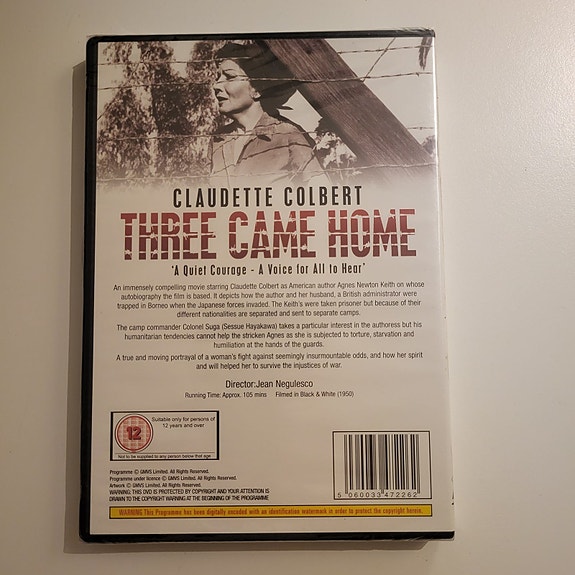 CLAUDETTE COLBERT
THREE CAME HOME
'A Quiet Courage - A Voice for All to Hear'
An immensely compelling movie starring Claudette Colbert as American author Agnes Newton Keith on whose
autobiography the film is based. It depicts how the author and her husband, a British administrator were
trapped in Borneo when the Japanese forces invaded. The Keith's were taken prisoner but because of their
different nationalities are separated and sent to separate camps.
The camp commander Colonel Suga (Sessue Hayakawa) takes a particular interest in the authoress but his
humanitarian tendencies cannot help the stricken Agnes as she is subjected to torture, starvation and
humiliation at the hands of the guards.
A true and moving portrayal of a woman's fight against seemingly insurmountable odds, and how her spirit
and will helped her to survive the injustices of war.
Director:Jean Negulesco
Running Time: Approx. 105 mins Filmed in Black & White (1950)
12
Suitable only for persons of
12 years and over
Not to be supplied to any person below that age
Programme © GMVS Limited. All Rights Reserved.
Programme under licence © GMVS Limited. All Rights Reserved.
Artwork © GMVS Limited. All Rights Reserved.
WARNING: THIS DVD IS PROTECTED BY COPYRIGHT AND YOUR ATTENTION IS
DRAWN TO THE COPYRIGHT WARNING AT THE BEGINNING OF THE PROGRAMME
5 060033 472262
WARNING This Programme has been digitally encoded with an identification watermark in order to protect the copyright herein.